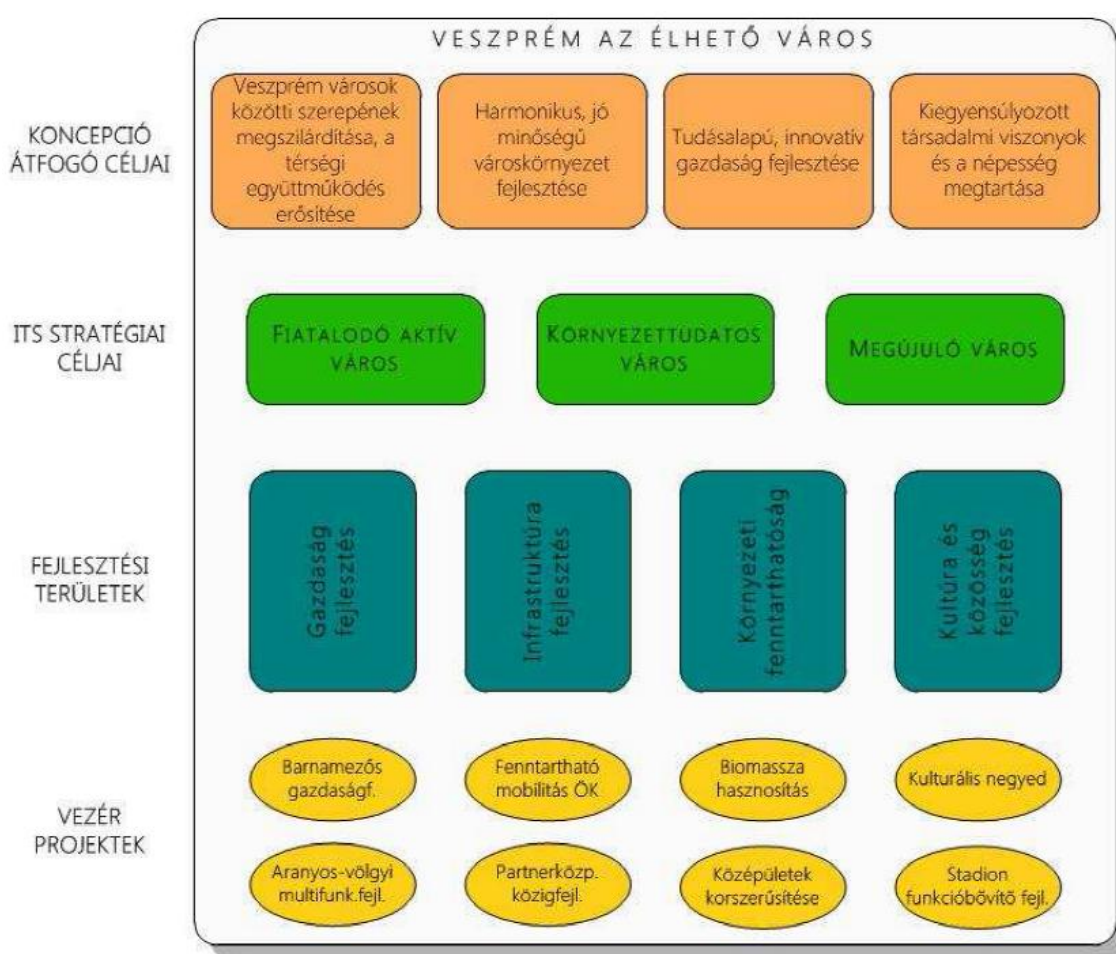 VESZPRÉM AZ ÉLHETŐ VÁROS
KONCEPCIÓ
ÁTFOGÓ CÉLJAI
Veszprém városok
közötti szerepének
megszilárdítása, a
térségi
együttműködés
erősítése
Harmonikus, jó
minőségű
városkörnyezet
fejlesztése
Tudásalapú, innovatív
gazdaság fejlesztése
Kiegyensúlyozott
társadalmi viszonyok
és a népesség
megtartása
ITS STRATÉGIAI
CÉLJAI
FIATALODÓ AKTÍV
VÁROS
KÖRNYEZETTUDATOS
VÁROS
MEGÚJULÓ VÁROS
FEJLESZTÉSI
TERÜLETEK
Gazdaság
fejlesztés
Infrastruktúra
fejlesztés
Környezeti
fenntarthatóság
Kultúra és
közösség
fejlesztés
VEZÉR
PROJEKTEK
Barnamezős
gazdaságf.
Fenntartható
mobilitás ÖK
Biomassza
hasznosítás
Kulturális negyed
Aranyos-völgyi
multifunk.fejl.
Partnerközp.
közigfejl.
Középületek
korszerűsítése
Stadion
funkcióbővítő fejl.